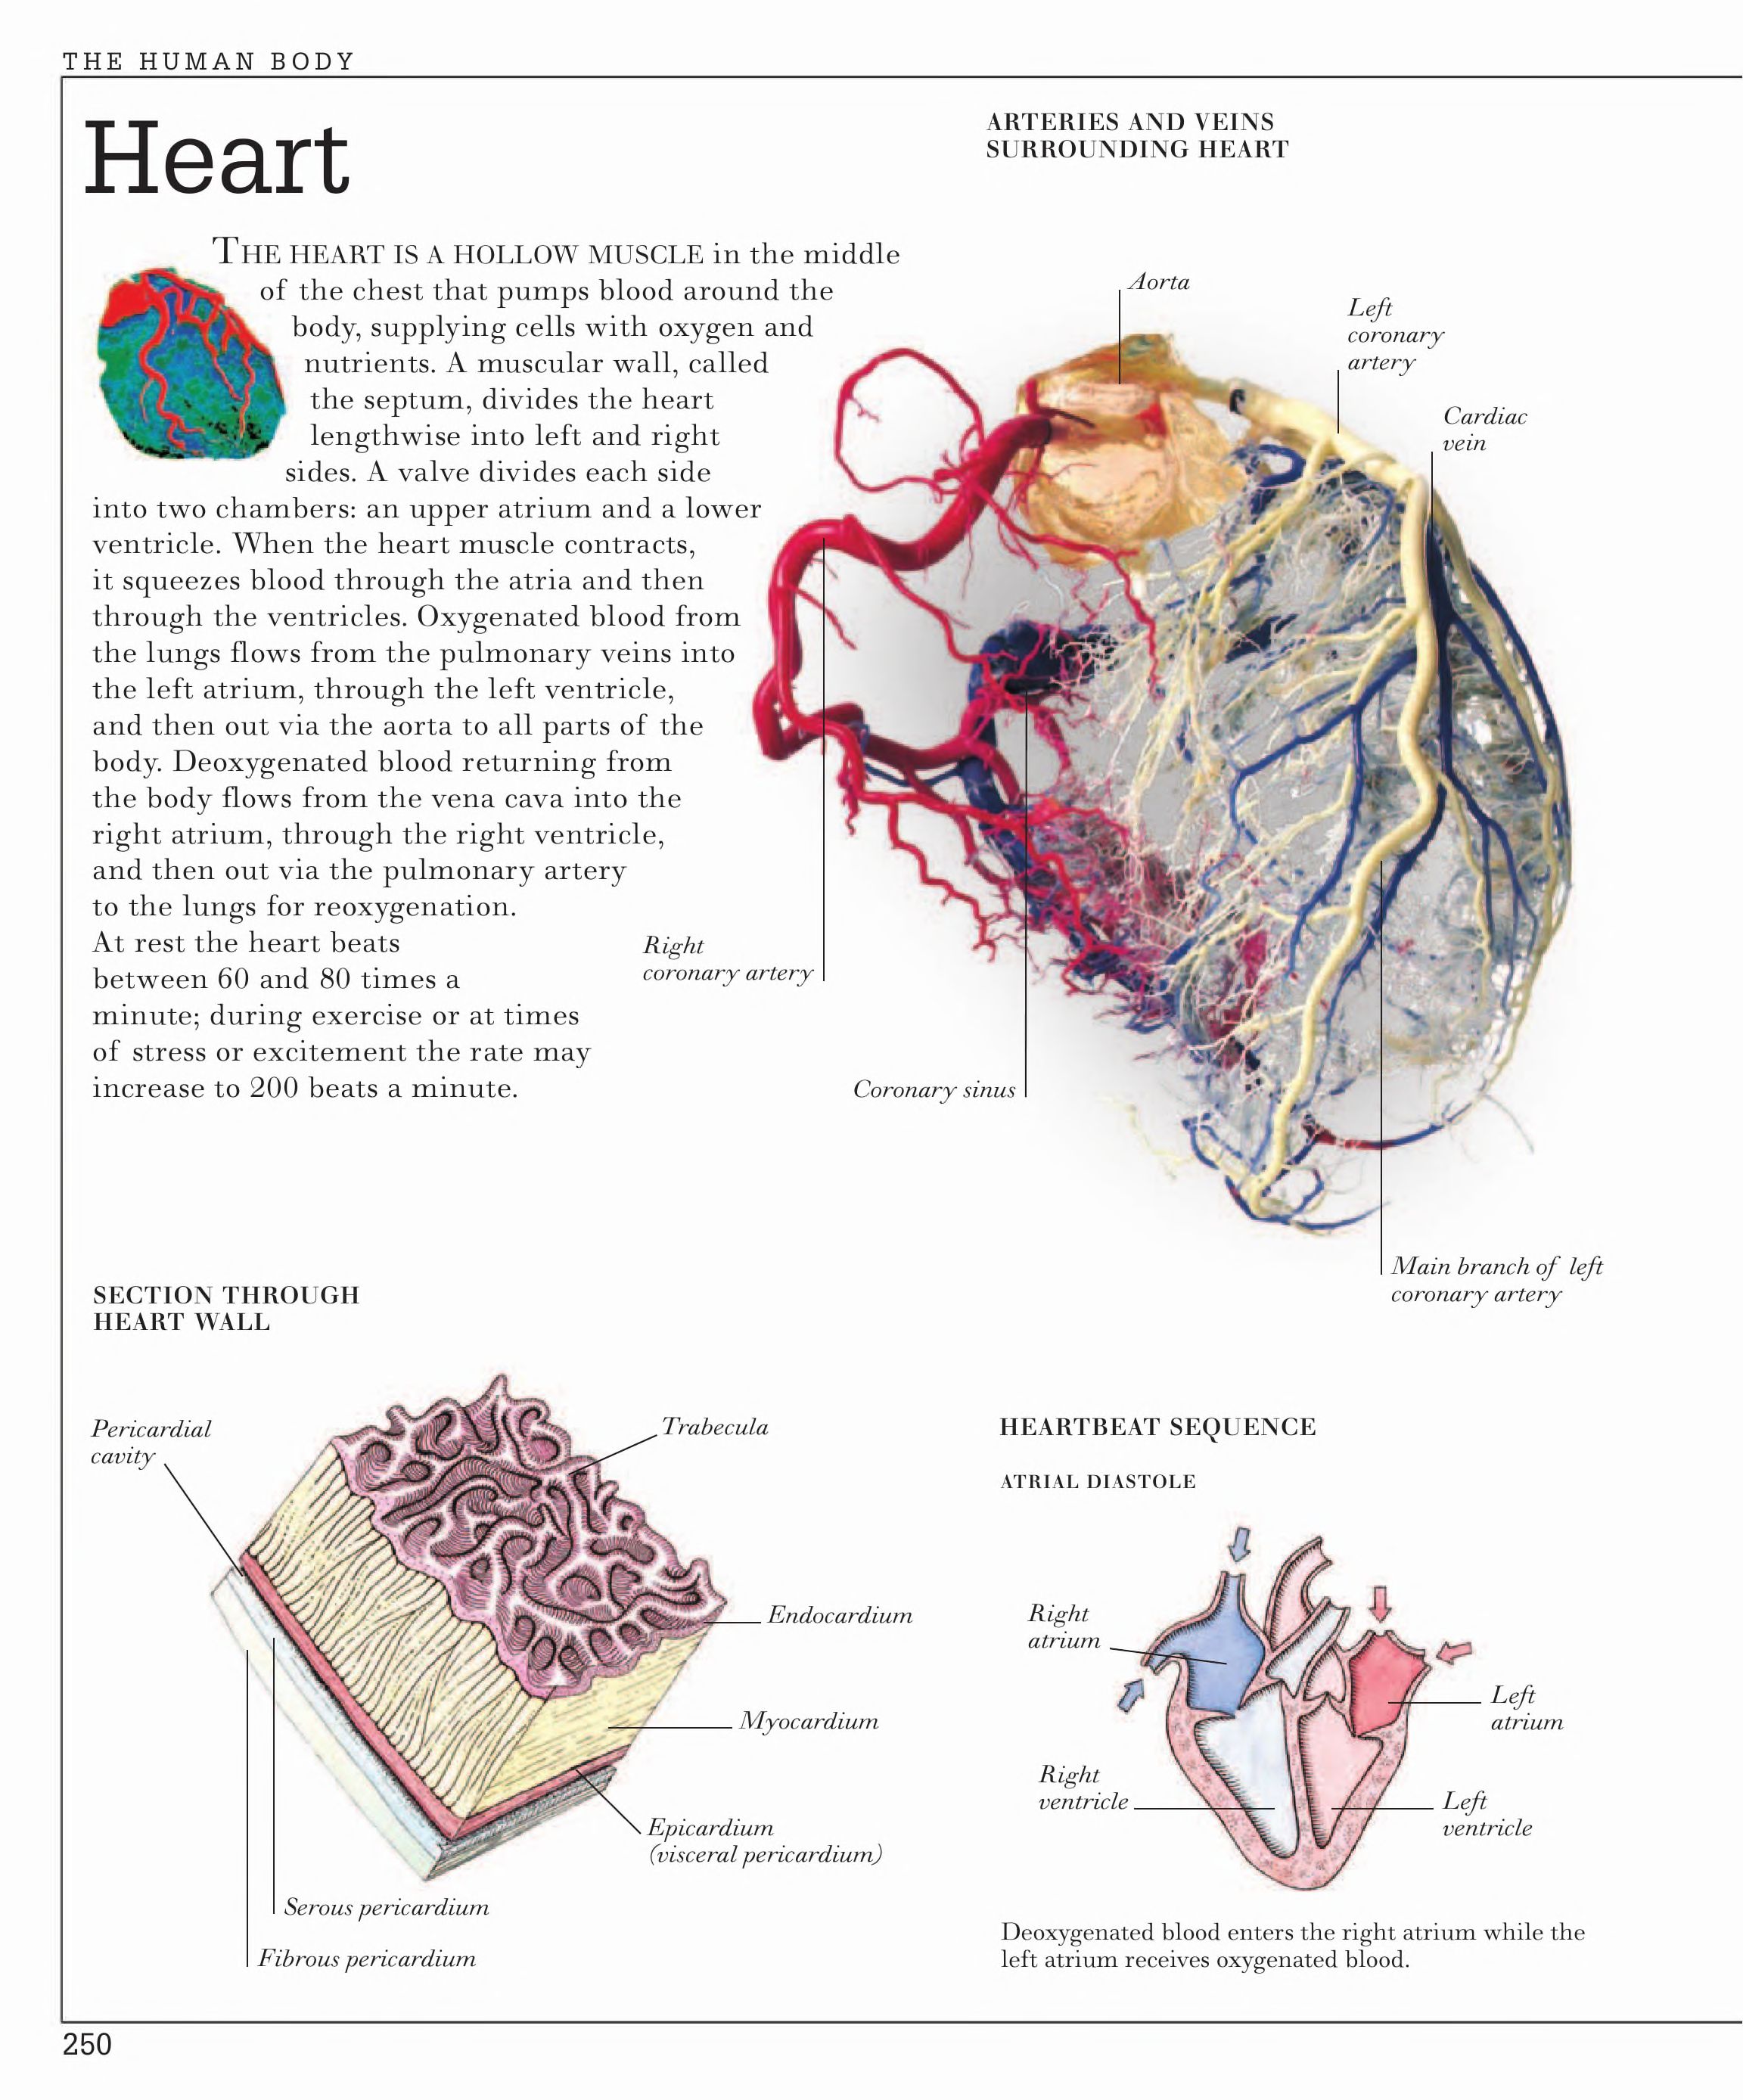 THE HUMAN BODY
Heart
THE HEART IS A HOLLOW MUSCLE in the middle
of the chest that pumps blood around the
body, supplying cells with oxygen and
nutrients. A muscular wall, called
the septum, divides the heart
lengthwise into left and right
sides. A valve divides each side
into two chambers: an upper atrium and a lower
ventricle. When the heart muscle contracts,
it squeezes blood through the atria and then
through the ventricles. Oxygenated blood from
the lungs flows from the pulmonary veins into
the left atrium, through the left ventricle,
and then out via the aorta to all parts of the
body. Deoxygenated blood returning from
the body flows from the vena cava into the
right atrium, through the right ventricle,
and then out via the pulmonary artery
to the lungs for reoxygenation.
At rest the heart beats
between 60 and 80 times a
minute; during exercise or at times
of stress or excitement the rate may
increase to 200 beats a minute.
ARTERIES AND VEINS
SURROUNDING HEART
Aorta
Left
coronary
artery
Cardiac
vein
Right
coronary artery
Coronary sinus
Main branch of left
coronary artery
SECTION THROUGH
HEART WALL
Pericardial
cavity
Trabecula
Endocardium
Myocardium
Epicardium
(visceral pericardium)
Serous pericardium
Fibrous pericardium
HEARTBEAT SEQUENCE
ATRIAL DIASTOLE
Right
atrium
Left
atrium
Right
ventricle
Left
ventricle
Deoxygenated blood enters the right atrium while the
left atrium receives oxygenated blood.
250